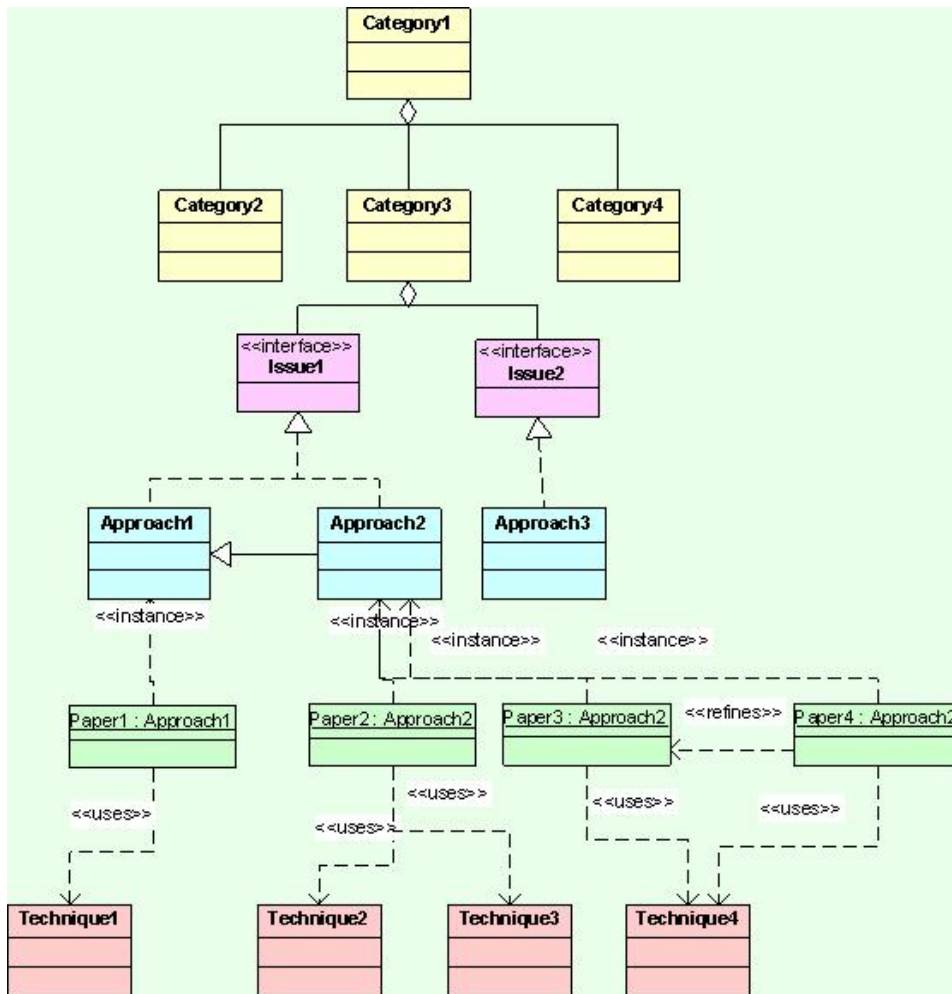 Category1
Category2
Category3
Category4
<<interface>>
Issue1
<<interface>>
Issue2
Approach1
Approach2
Approach3
<<instance>>
<<instance>>
<<instance>>
<<instance>>
Paper1 : Approach1
Paper2 : Approach2
Paper3 : Approach2
<<refines>>
Paper4 : Approach2
<<uses>>
<<uses>>
<<uses>>
<<uses>>
<<uses>>
Technique1
Technique2
Technique3
Technique4